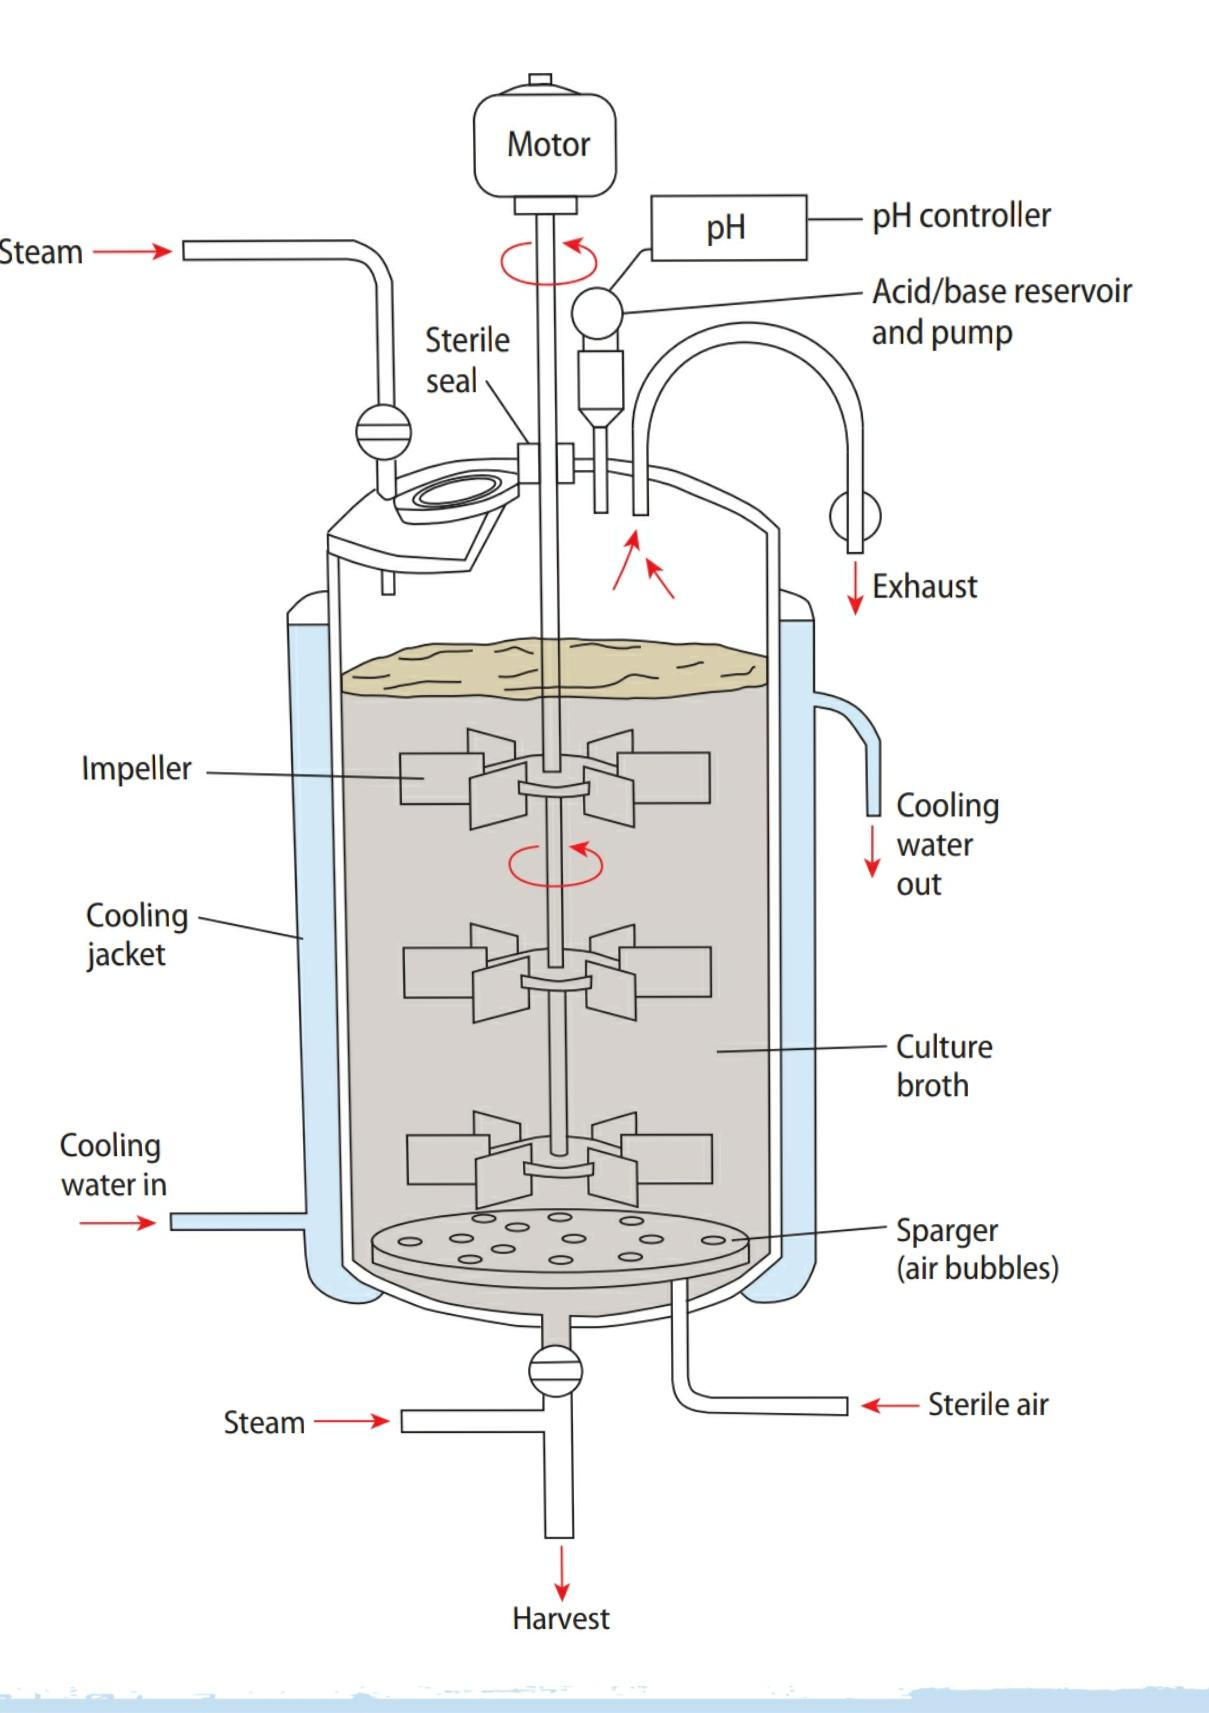 Motor
pH
pH controller
Steam
Acid/base reservoir
and pump
Sterile
seal
Exhaust
Impeller
Cooling
water
out
Cooling
jacket
Culture
broth
Cooling
water in
Sparger
(air bubbles)
Sterile air
Steam
Harvest